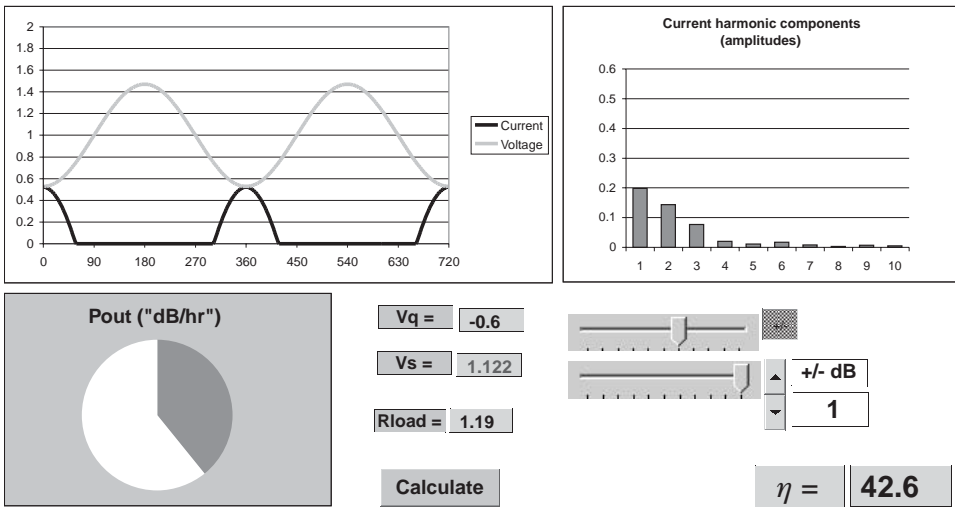 2
1.8
1.6
1.4
1.2
1
0.8
0.6
0.4
0.2
0
0 90 180 270 360 450 540 630 720
Current
Voltage
Current harmonic components
(amplitudes)
0.6
0.5
0.4
0.3
0.2
0.1
0
1 2 3 4 5 6 7 8 9 10
Pout ("dB/hr")
Vq = -0.6
Vs = 1.122
Rload = 1.19
Calculate
+/-
+/- dB
1
η = 42.6